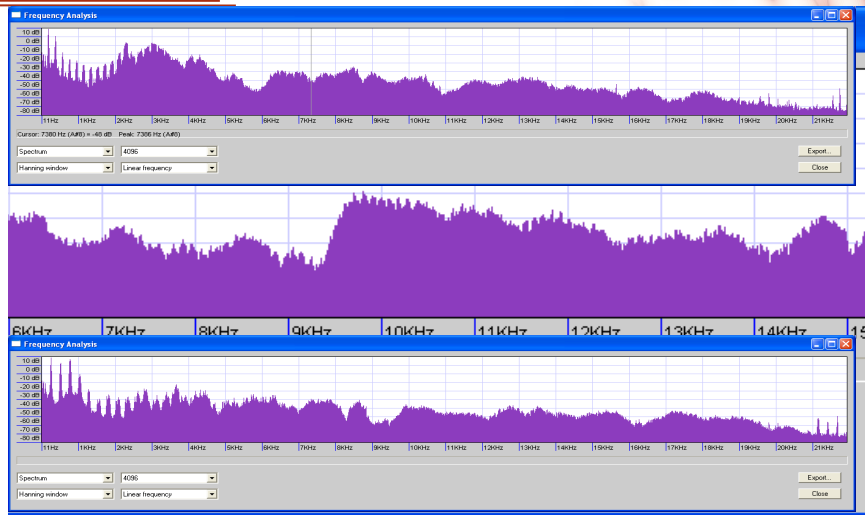 Frequency Analysis
10 dB
0 dB
-10 dB
-20 dB
-30 dB
-40 dB
-50 dB
-60 dB
-70 dB
-80 dB
11Hz 1KHz 2KHz 3KHz 4KHz 5KHz 6KHz 7KHz 8KHz 9KHz 10KHz 11KHz 12KHz 13KHz 14KHz 15KHz 16KHz 17KHz 18KHz 19KHz 20KHz 21KHz
Cursor: 7380 Hz (A#8) = -48 dB Peak: 7386 Hz (A#8)
Spectrum 4096 Export...
Hanning window Linear frequency Close
6KHz 7KHz 8KHz 9KHz 10KHz 11KHz 12KHz 13KHz 14KHz 15
Frequency Analysis
10 dB
0 dB
-10 dB
-20 dB
-30 dB
-40 dB
-50 dB
-60 dB
-70 dB
-80 dB
11Hz 1KHz 2KHz 3KHz 4KHz 5KHz 6KHz 7KHz 8KHz 9KHz 10KHz 11KHz 12KHz 13KHz 14KHz 15KHz 16KHz 17KHz 18KHz 19KHz 20KHz 21KHz
Spectrum 4096 Export...
Hanning window Linear frequency Close